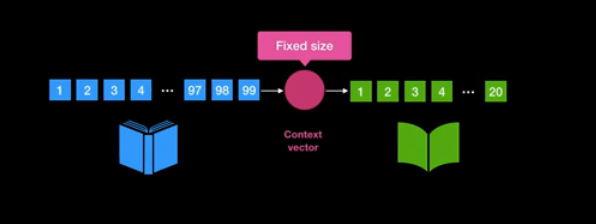 Fixed size
1 2 3 4 ... 97 98 99 1 2 3 4 ... 20
Context
vector